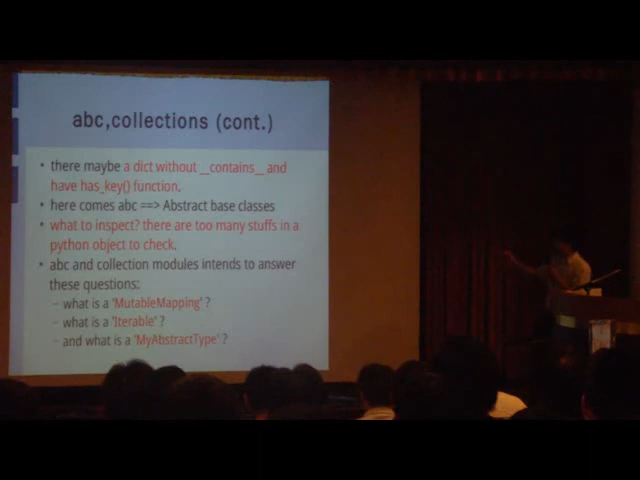 abc,collections (cont.)
• there maybe a dict without __contains__ and
have has_key() function.
• here comes abc ==> Abstract base classes
• what to inspect? there are too many stuffs in a
python object to check.
• abc and collection modules intends to answer
these questions:
– what is a 'MutableMapping' ?
– what is a 'Iterable' ?
– and what is a 'MyAbstractType' ?